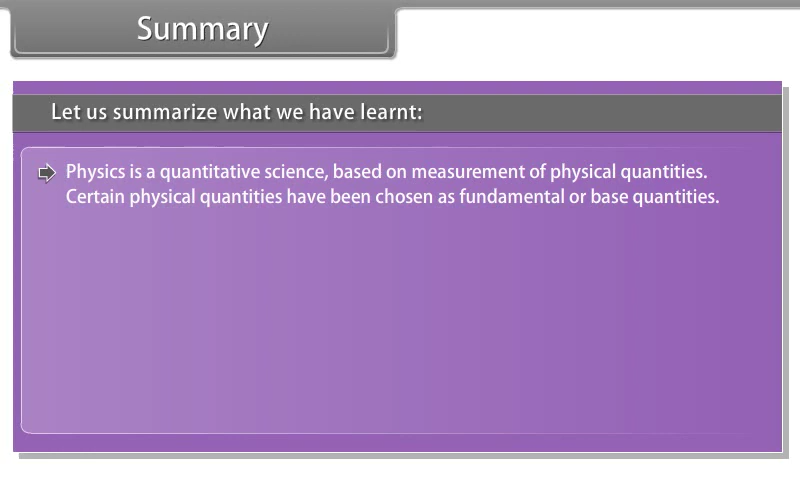 Summary
Let us summarize what we have learnt:
Physics is a quantitative science, based on measurement of physical quantities.
Certain physical quantities have been chosen as fundamental or base quantities.